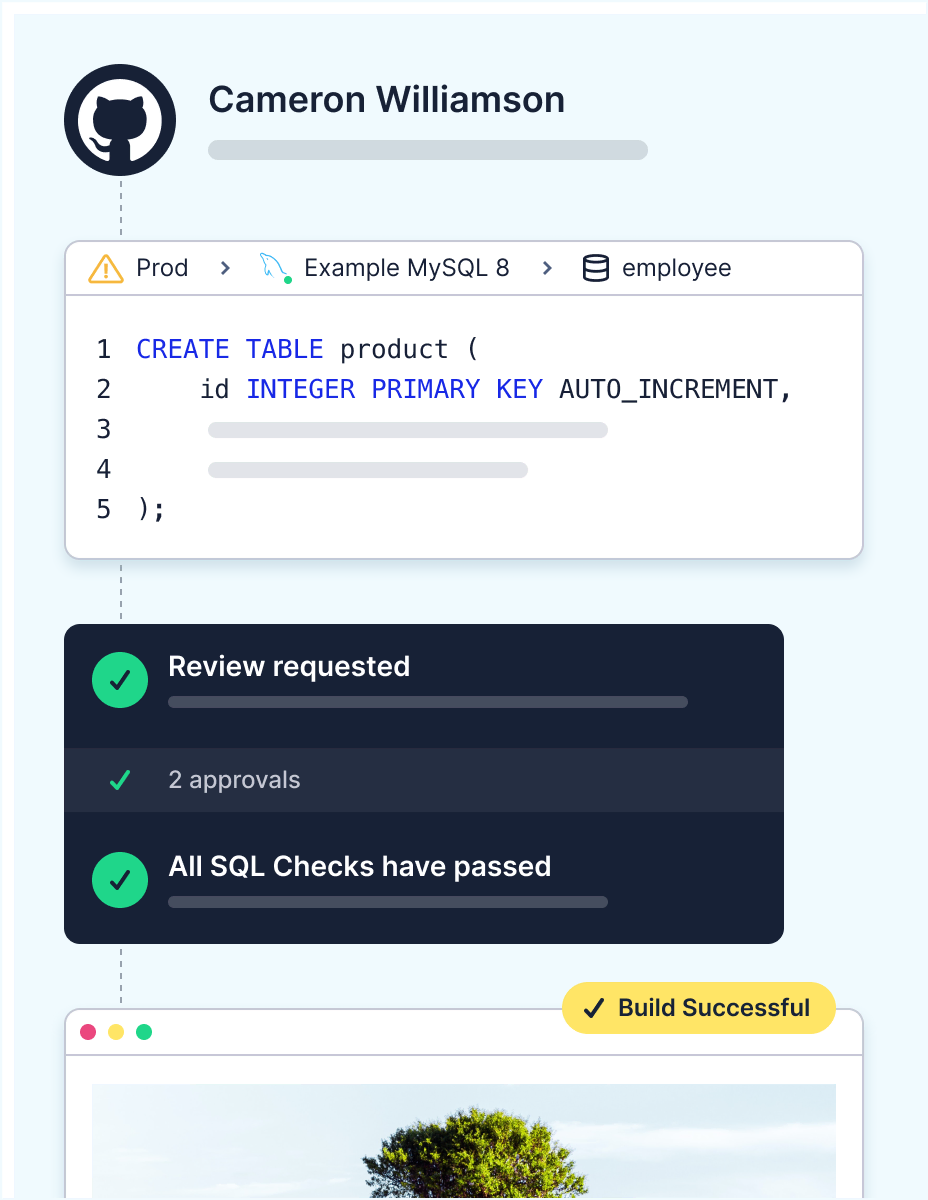 Cameron Williamson
Prod > Example MySQL 8 > employee
1 CREATE TABLE product (
2 id INTEGER PRIMARY KEY AUTO_INCREMENT,
3
4
5 );
Review requested
2 approvals
All SQL Checks have passed
Build Successful